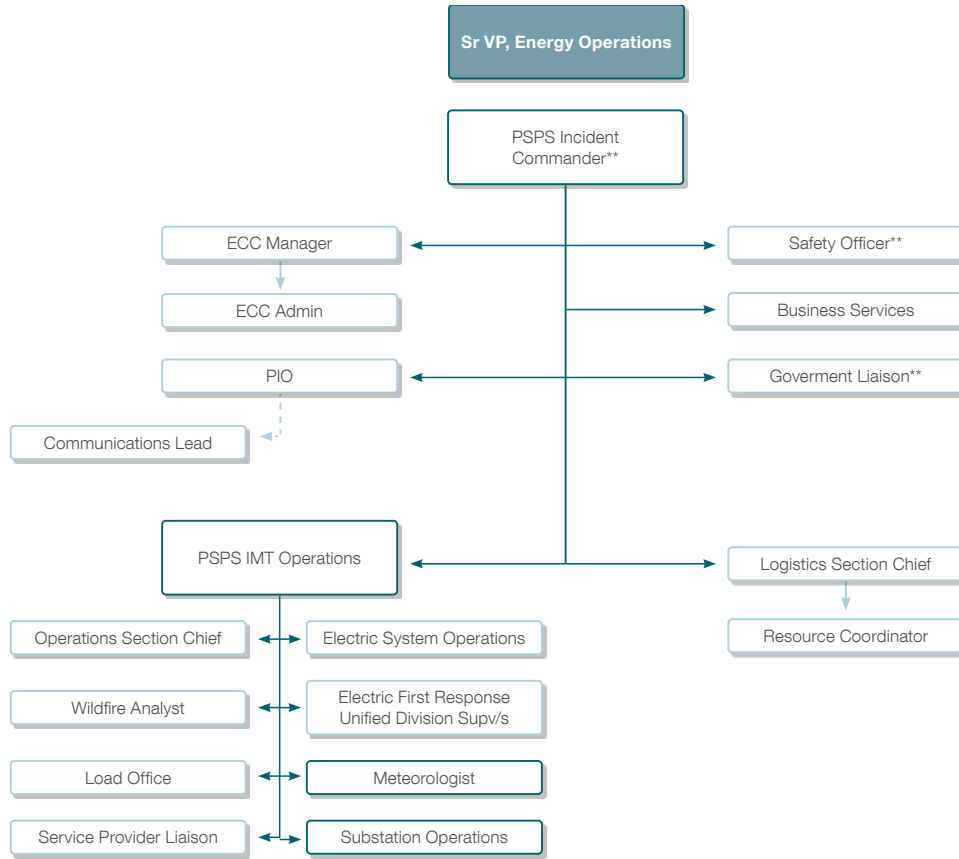 Sr VP, Energy Operations
PSPS Incident
Commander**
ECC Manager
Safety Officer**
ECC Admin
Business Services
PIO
Goverment Liaison**
Communications Lead
PSPS IMT Operations
Logistics Section Chief
Operations Section Chief
Electric System Operations
Resource Coordinator
Wildfire Analyst
Electric First Response
Unified Division Supv/s
Load Office
Meteorologist
Service Provider Liaison
Substation Operations